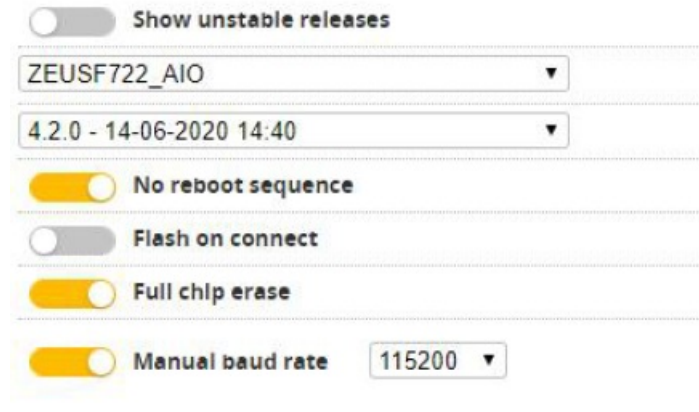 Show unstable releases
ZEUSF722_AIO
4.2.0 - 14-06-2020 14:40
No reboot sequence
Flash on connect
Full chip erase
Manual baud rate 115200